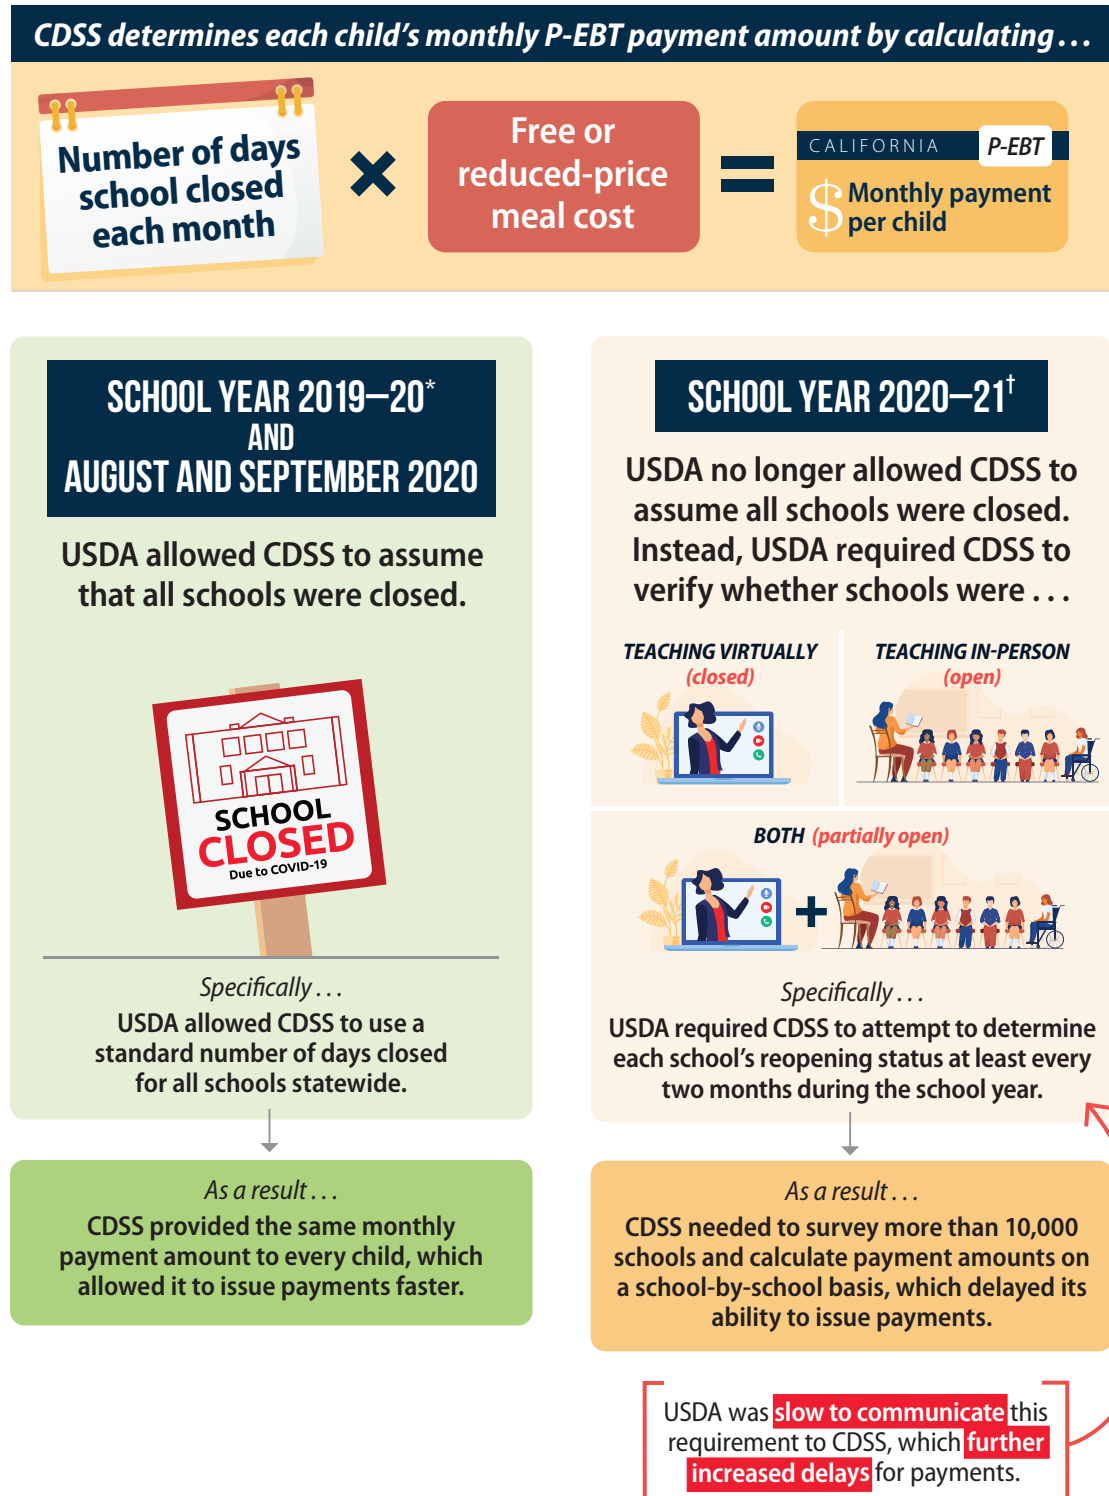 CDSS determines each child’s monthly P-EBT payment amount by calculating . . .
Number of days
school closed
each month
×
Free or
reduced-price
meal cost
=
CALIFORNIA P-EBT
$ Monthly payment
per child
SCHOOL YEAR 2019–20*
AND
AUGUST AND SEPTEMBER 2020
USDA allowed CDSS to assume
that all schools were closed.
SCHOOL
CLOSED
Due to COVID-19
Specifically . . .
USDA allowed CDSS to use a
standard number of days closed
for all schools statewide.
As a result . . .
CDSS provided the same monthly
payment amount to every child, which
allowed it to issue payments faster.
SCHOOL YEAR 2020–21†
USDA no longer allowed CDSS to
assume all schools were closed.
Instead, USDA required CDSS to
verify whether schools were . . .
TEACHING VIRTUALLY
(closed)
TEACHING IN-PERSON
(open)
BOTH (partially open)
+
Specifically . . .
USDA required CDSS to attempt to determine
each school’s reopening status at least every
two months during the school year.
As a result . . .
CDSS needed to survey more than 10,000
schools and calculate payment amounts on
a school-by-school basis, which delayed its
ability to issue payments.
USDA was slow to communicate this
requirement to CDSS, which further
increased delays for payments.